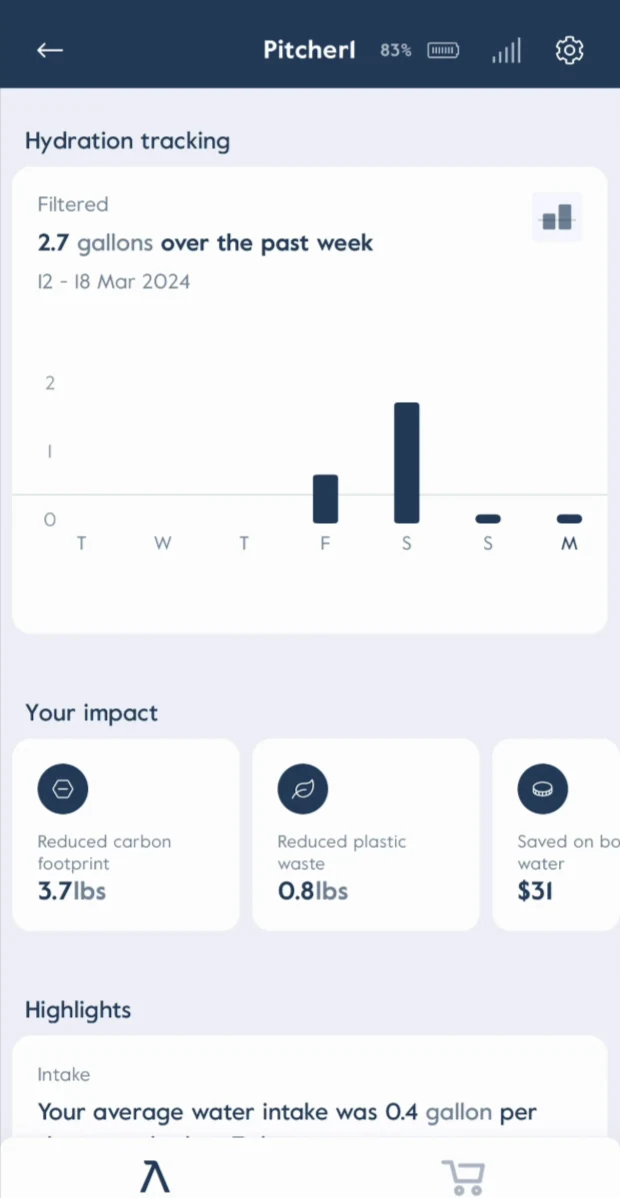 Pitcher1 83%
Hydration tracking
Filtered
2.7 gallons over the past week
12 - 18 Mar 2024
2
1
0
T W T F S S M
Your impact
Reduced carbon
footprint
3.7lbs
Reduced plastic
waste
0.8lbs
Saved on bo
water
$31
Highlights
Intake
Your average water intake was 0.4 gallon per